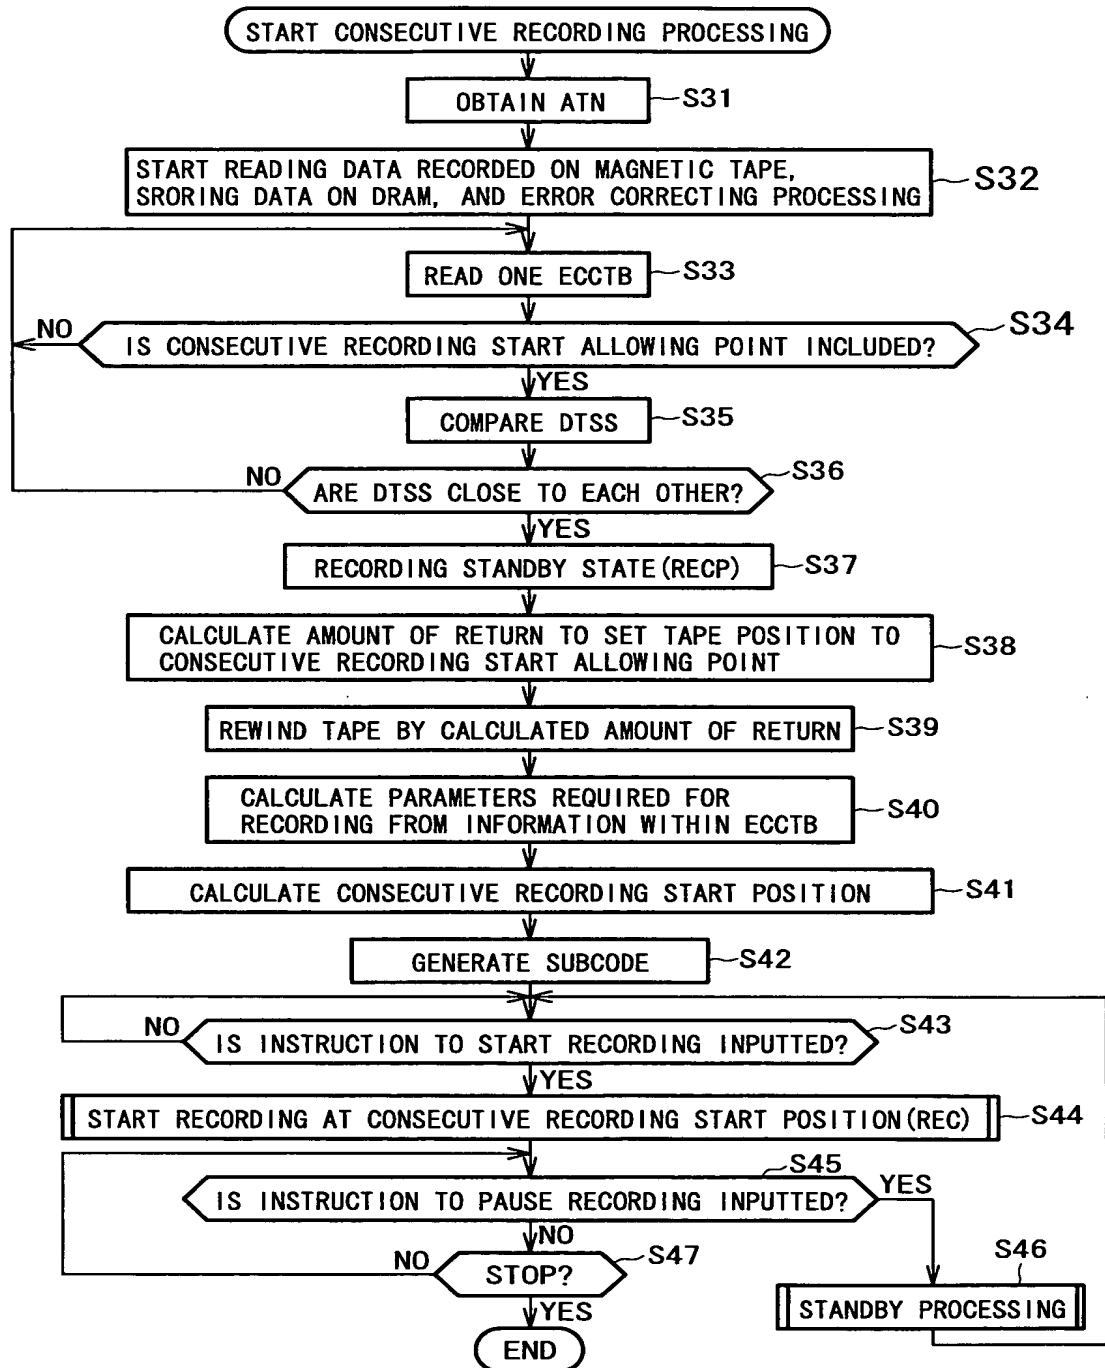 START CONSECUTIVE RECORDING PROCESSING
OBTAIN ATN
S31
START READING DATA RECORDED ON MAGNETIC TAPE,
SRORING DATA ON DRAM, AND ERROR CORRECTING PROCESSING
S32
READ ONE ECCTB
S33
NO
IS CONSECUTIVE RECORDING START ALLOWING POINT INCLUDED?
S34
YES
COMPARE DTSS
S35
NO
ARE DTSS CLOSE TO EACH OTHER?
S36
YES
RECORDING STANDBY STATE(RECP)
S37
CALCULATE AMOUNT OF RETURN TO SET TAPE POSITION TO
CONSECUTIVE RECORDING START ALLOWING POINT
S38
REWIND TAPE BY CALCULATED AMOUNT OF RETURN
S39
CALCULATE PARAMETERS REQUIRED FOR
RECORDING FROM INFORMATION WITHIN ECCTB
S40
CALCULATE CONSECUTIVE RECORDING START POSITION
S41
GENERATE SUBCODE
S42
NO
IS INSTRUCTION TO START RECORDING INPUTTED?
S43
YES
START RECORDING AT CONSECUTIVE RECORDING START POSITION(REC)
S44
IS INSTRUCTION TO PAUSE RECORDING INPUTTED?
S45
YES
NO
NO
STOP?
S47
S46
STANDBY PROCESSING
YES
END